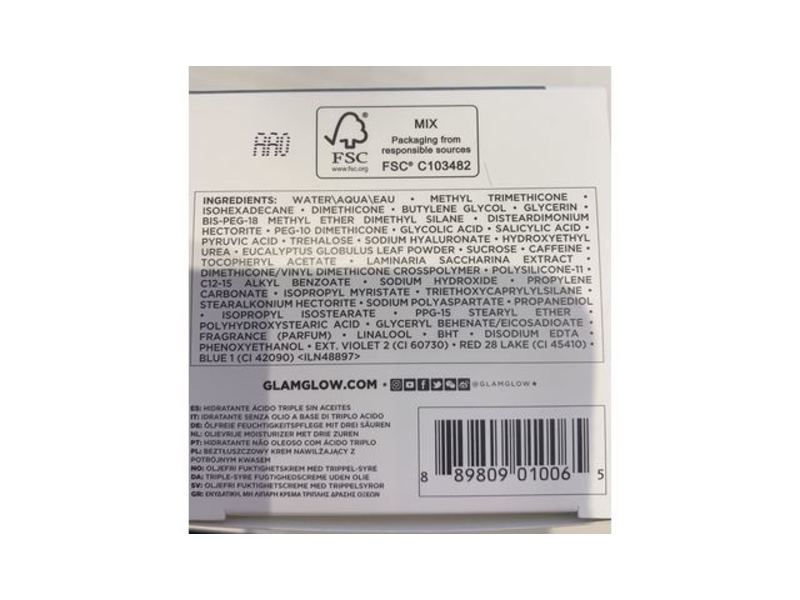 AA0
FSC
www.fsc.org
MIX
Packaging from
responsible sources
FSC® C103482
INGREDIENTS: WATER\AQUA\EAU • METHYL TRIMETHICONE •
ISOHEXADECANE • DIMETHICONE • BUTYLENE GLYCOL • GLYCERIN •
BIS-PEG-18 METHYL ETHER DIMETHYL SILANE • DISTEARDIMONIUM
HECTORITE • PEG-10 DIMETHICONE • GLYCOLIC ACID • SALICYLIC ACID •
PYRUVIC ACID • TREHALOSE • SODIUM HYALURONATE • HYDROXYETHYL
UREA • EUCALYPTUS GLOBULUS LEAF POWDER • SUCROSE • CAFFEINE •
TOCOPHERYL ACETATE • LAMINARIA SACCHARINA EXTRACT •
DIMETHICONE/VINYL DIMETHICONE CROSSPOLYMER • POLYSILICONE-11 •
C12-15 ALKYL BENZOATE • SODIUM HYDROXIDE • PROPYLENE
CARBONATE • ISOPROPYL MYRISTATE • TRIETHOXYCAPRYLYLSILANE •
STEARALKONIUM HECTORITE • SODIUM POLYASPARTATE • PROPANEDIOL
• ISOPROPYL ISOSTEARATE • PPG-15 STEARYL ETHER •
POLYHYDROXYSTEARIC ACID • GLYCERYL BEHENATE/EICOSADIOATE •
FRAGRANCE (PARFUM) • LINALOOL • BHT • DISODIUM EDTA •
PHENOXYETHANOL • EXT. VIOLET 2 (CI 60730) • RED 28 LAKE (CI 45410) •
BLUE 1 (CI 42090) <ILN48897>
GLAMGLOW.COM • @GLAMGLOW★
ES: HIDRATANTE ÁCIDO TRIPLE SIN ACEITES
IT: IDRATANTE SENZA OLIO A BASE DI TRIPLO ACIDO
DE: ÖLFREIE FEUCHTIGKEITSPFLEGE MIT DREI SÄUREN
NL: OLIEVRIJE MOISTURIZER MET DRIE ZUREN
PT: HIDRATANTE NÃO OLEOSO COM ÁCIDO TRIPLO
PL: BEZTŁUSZCZOWY KREM NAWILŻAJĄCY Z
POTRÓJNYM KWASEM
NO: OLJEFRI FUKTIGHETSKREM MED TRIPPEL-SYRE
DA: TRIPLE-SYRE FUGTIGHEDSCREME UDEN OLIE
SV: OLJEFRI FUKTIGHETSCREME MED TRIPPELSYROR
GR: ΕΝΥΔΑΤΙΚΗ, ΜΗ ΛΙΠΑΡΗ ΚΡΕΜΑ ΤΡΙΠΛΗΣ ΔΡΑΣΗΣ ΟΞΕΩΝ
8 89809 01006 5